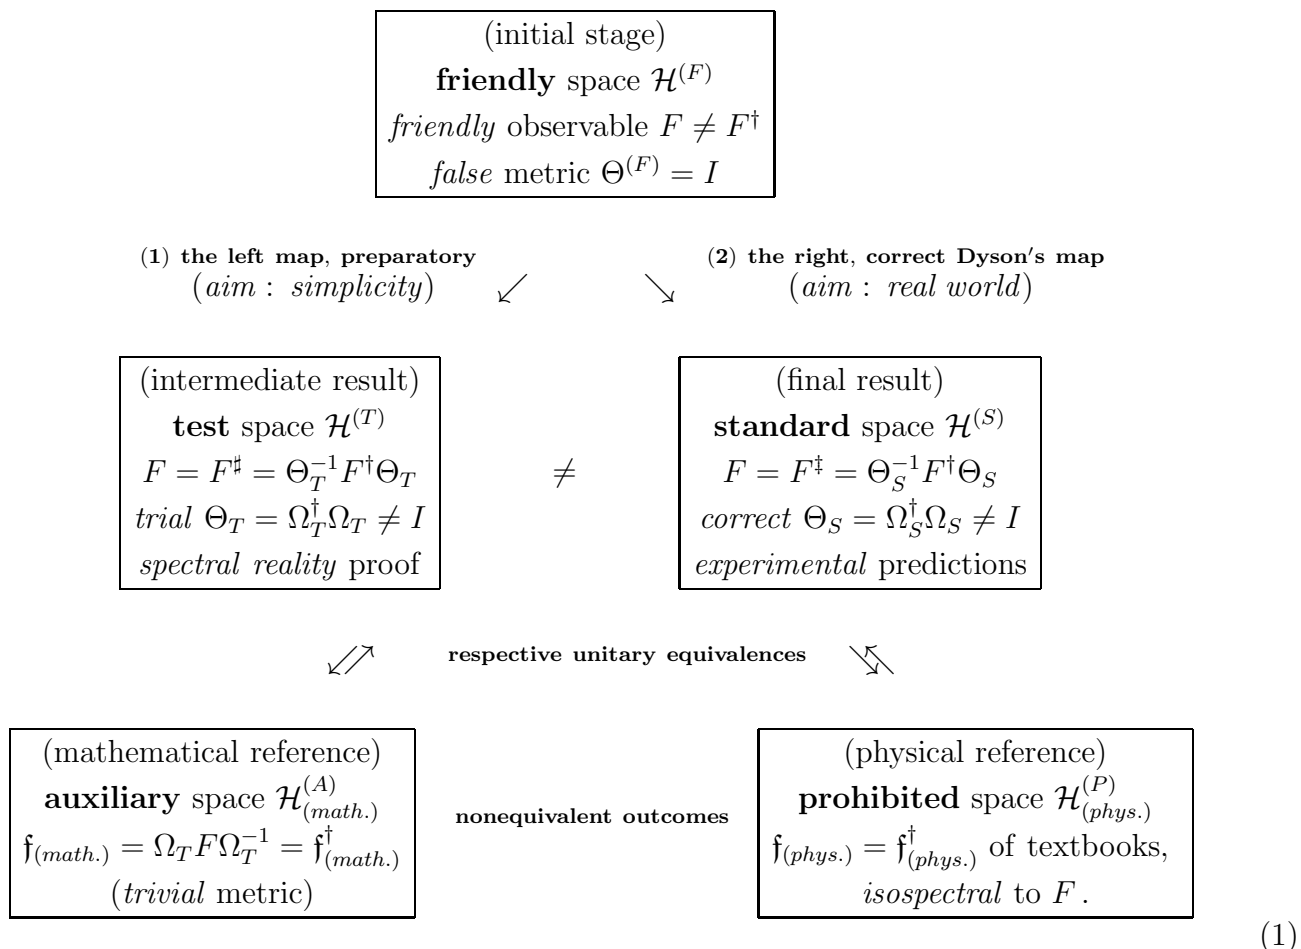 (initial stage)
friendly space ℋ^(F)
friendly observable F ≠ F^†
false metric Θ^(F) = I
(1) the left map, preparatory
(aim : simplicity) ↙
(2) the right, correct Dyson's map
↘ (aim : real world)
(intermediate result)
test space ℋ^(T)
F = F^♯ = Θ_T^{-1} F^† Θ_T
trial Θ_T = Ω_T^† Ω_T ≠ I
spectral reality proof
≠
(final result)
standard space ℋ^(S)
F = F^‡ = Θ_S^{-1} F^† Θ_S
correct Θ_S = Ω_S^† Ω_S ≠ I
experimental predictions
respective unitary equivalences
(mathematical reference)
auxiliary space ℋ^(A)_(math.)
𝔣_(math.) = Ω_T F Ω_T^{-1} = 𝔣^†_(math.)
(trivial metric)
nonequivalent outcomes
(physical reference)
prohibited space ℋ^(P)_(phys.)
𝔣_(phys.) = 𝔣^†_(phys.) of textbooks,
isospectral to F .
(1)